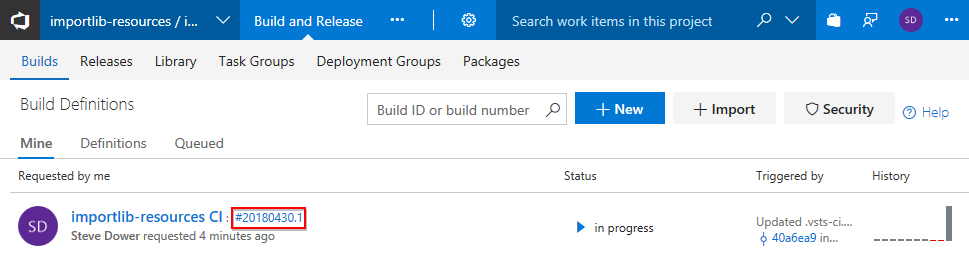 importlib-resources / i... Build and Release ... Search work items in this project SD ...
Builds Releases Library Task Groups Deployment Groups Packages
Build Definitions Build ID or build number + New + Import Security Help
Mine Definitions Queued
Requested by me Status Triggered by History
SD importlib-resources CI : #20180430.1 in progress Updated .vsts-ci....
Steve Dower requested 4 minutes ago 40a6ea9 in...